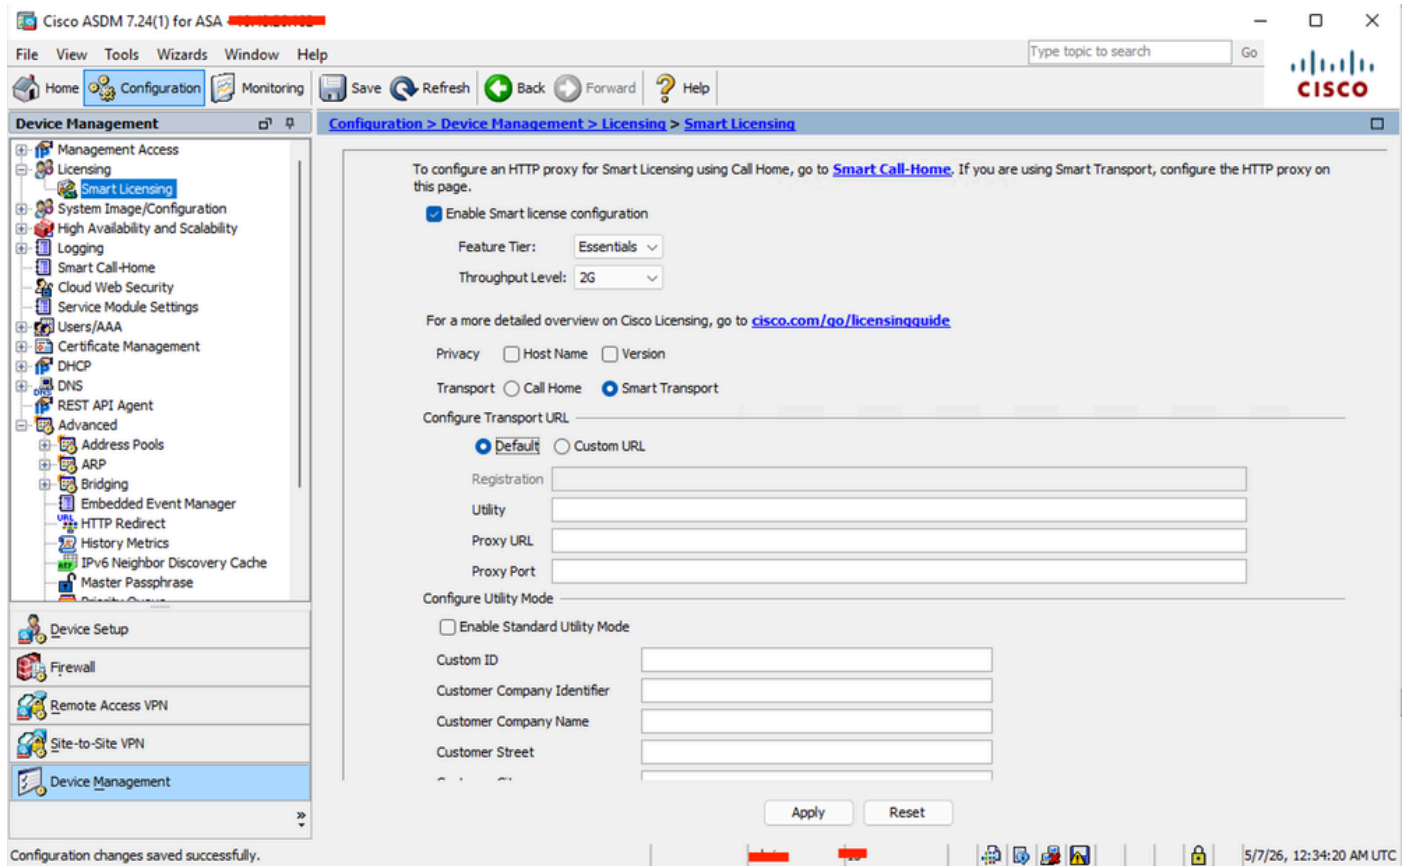 Cisco ASDM 7.24(1) for ASA -
File View Tools Wizards Window Help
Type topic to search
Go
CISCO
Home Configuration Monitoring Save Refresh Back Forward Help
Device Management
Configuration > Device Management > Licensing > Smart Licensing
Management Access
Licensing
Smart Licensing
System Image/Configuration
High Availability and Scalability
Logging
Smart Call-Home
Cloud Web Security
Service Module Settings
Users/AAA
Certificate Management
DHCP
DNS
REST API Agent
Advanced
Address Pools
ARP
Bridging
Embedded Event Manager
HTTP Redirect
History Metrics
IPv6 Neighbor Discovery Cache
Master Passphrase
Priority Queue
Device Setup
Firewall
Remote Access VPN
Site-to-Site VPN
Device Management
To configure an HTTP proxy for Smart Licensing using Call Home, go to Smart Call-Home. If you are using Smart Transport, configure the HTTP proxy on
this page.
Enable Smart license configuration
Feature Tier: Essentials
Throughput Level: 2G
For a more detailed overview on Cisco Licensing, go to cisco.com/go/licensingguide
Privacy Host Name Version
Transport Call Home Smart Transport
Configure Transport URL
Default Custom URL
Registration
Utility
Proxy URL
Proxy Port
Configure Utility Mode
Enable Standard Utility Mode
Custom ID
Customer Company Identifier
Customer Company Name
Customer Street
Apply Reset
Configuration changes saved successfully.
5/7/26, 12:34:20 AM UTC